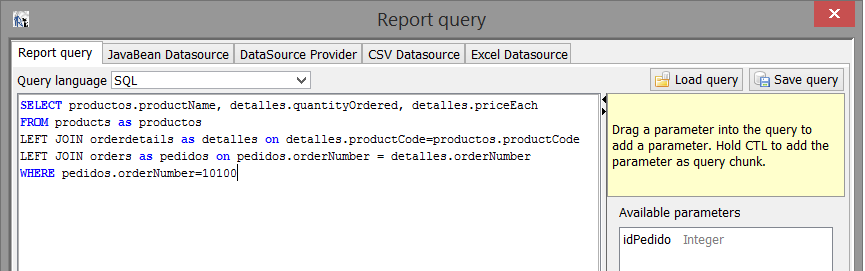 Report query
Report query JavaBean Datasource DataSource Provider CSV Datasource Excel Datasource
Query language SQL Load query Save query
SELECT productos.productName, detalles.quantityOrdered, detalles.priceEach
FROM products as productos
LEFT JOIN orderdetails as detalles on detalles.productCode=productos.productCode
LEFT JOIN orders as pedidos on pedidos.orderNumber = detalles.orderNumber
WHERE pedidos.orderNumber=10100
Drag a parameter into the query to
add a parameter. Hold CTL to add the
parameter as query chunk.
Available parameters
idPedido Integer